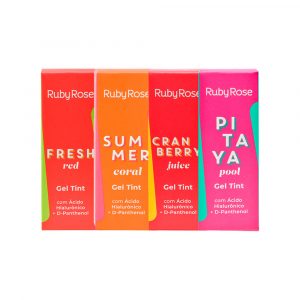 RubyRose
FRESH
red
Gel Tint
com Ácido
Hialurônico
+ D-Panthenol
RubyRose
SUM
MER
coral
Gel Tint
com Ácido
Hialurônico
+ D-Panthenol
RubyRose
CRAN
BERRY
juice
Gel Tint
com Ácido
Hialurônico
+ D-Panthenol
RubyRose
PI
TA
YA
pool
Gel Tint
com Ácido
Hialurônico
+ D-Panthenol